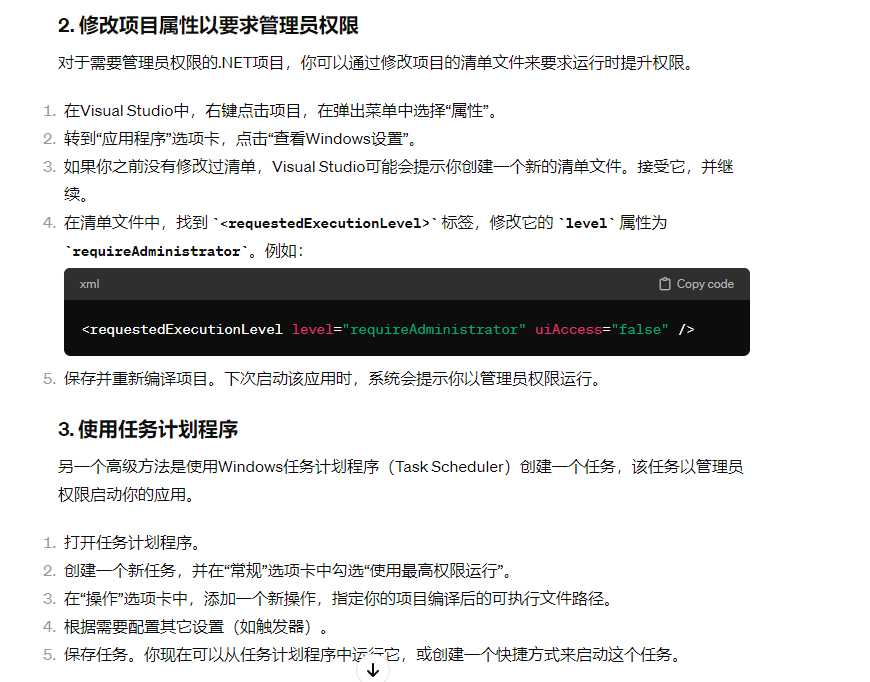 2. 修改项目属性以要求管理员权限
对于需要管理员权限的.NET项目，你可以通过修改项目的清单文件来要求运行时提升权限。
1. 在Visual Studio中，右键点击项目，在弹出菜单中选择“属性”。
2. 转到“应用程序”选项卡，点击“查看Windows设置”。
3. 如果你之前没有修改过清单，Visual Studio可能会提示你创建一个新的清单文件。接受它，并继
续。
4. 在清单文件中，找到 `<requestedExecutionLevel>` 标签，修改它的 `level` 属性为
`requireAdministrator`。例如：
xml Copy code
<requestedExecutionLevel level="requireAdministrator" uiAccess="false" />
5. 保存并重新编译项目。下次启动该应用时，系统会提示你以管理员权限运行。
3. 使用任务计划程序
另一个高级方法是使用Windows任务计划程序（Task Scheduler）创建一个任务，该任务以管理员
权限启动你的应用。
1. 打开任务计划程序。
2. 创建一个新任务，并在“常规”选项卡中勾选“使用最高权限运行”。
3. 在“操作”选项卡中，添加一个新操作，指定你的项目编译后的可执行文件路径。
4. 根据需要配置其它设置（如触发器）。
5. 保存任务。你现在可以从任务计划程序中运行它，或创建一个快捷方式来启动这个任务。